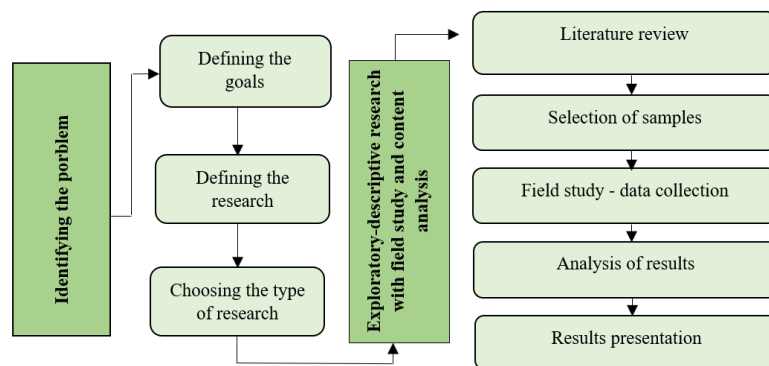 Identifying the porblem
Defining the
goals
Defining the
research
Choosing the type
of research
Exploratory-descriptive research
with field study and content
analysis
Literature review
Selection of samples
Field study - data collection
Analysis of results
Results presentation